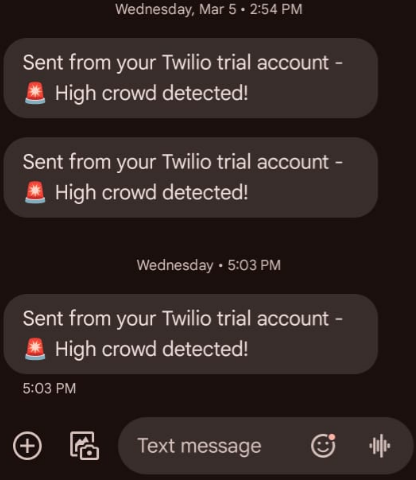 Wednesday, Mar 5 • 2:54 PM
Sent from your Twilio trial account -
🚨 High crowd detected!
Sent from your Twilio trial account -
🚨 High crowd detected!
Wednesday • 5:03 PM
Sent from your Twilio trial account -
🚨 High crowd detected!
5:03 PM
Text message